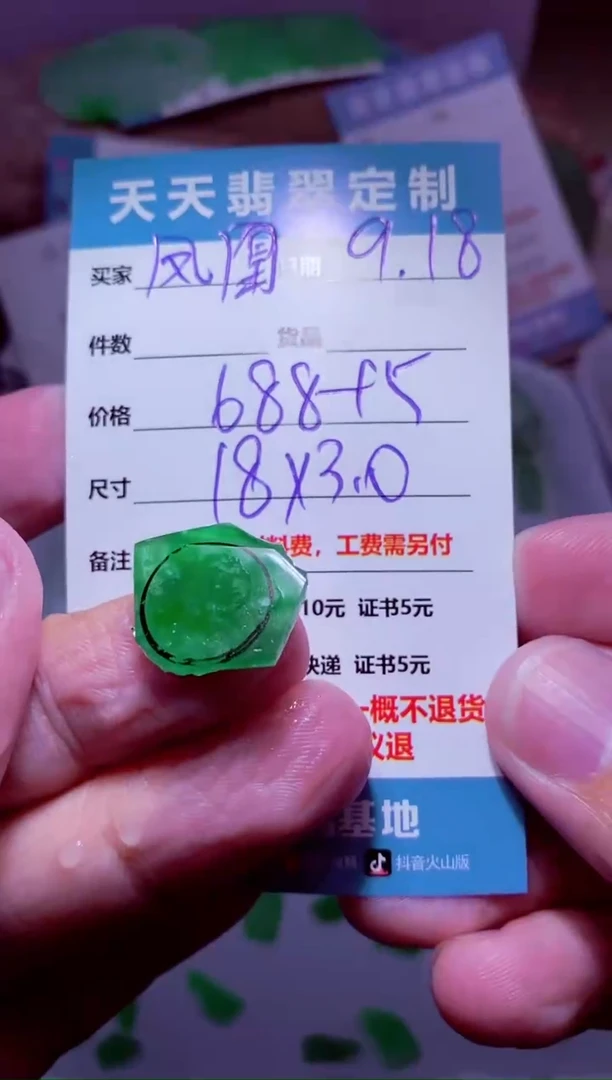 天天翡翠定制
买家 凤凰 期 9.18
件数 货品
价格 688+5
尺寸 18X3.0
备注 料费，工费需另付
10元 证书5元
快递 证书5元
一概不退货
议退
基地
抖音火山版